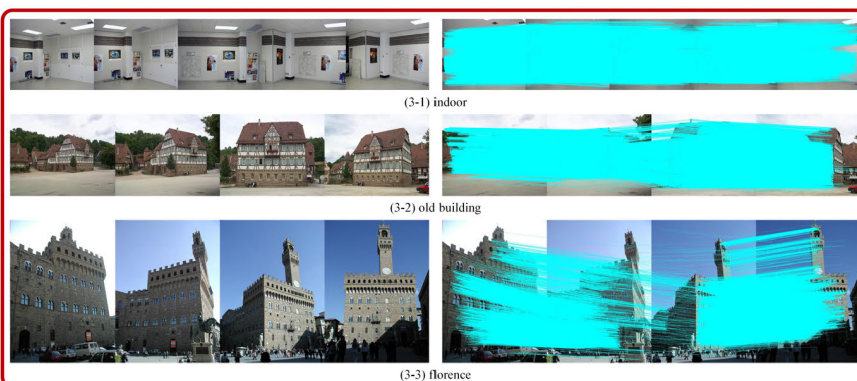 (3-1) indoor
(3-2) old building
(3-3) florence